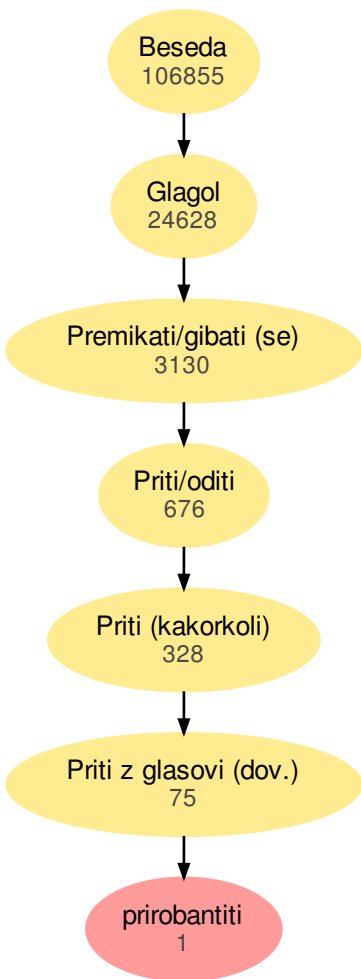 Beseda
106855
Glagol
24628
Premikati/gibati (se)
3130
Priti/oditi
676
Priti (kakorkoli)
328
Priti z glasovi (dov.)
75
prirobantiti
1